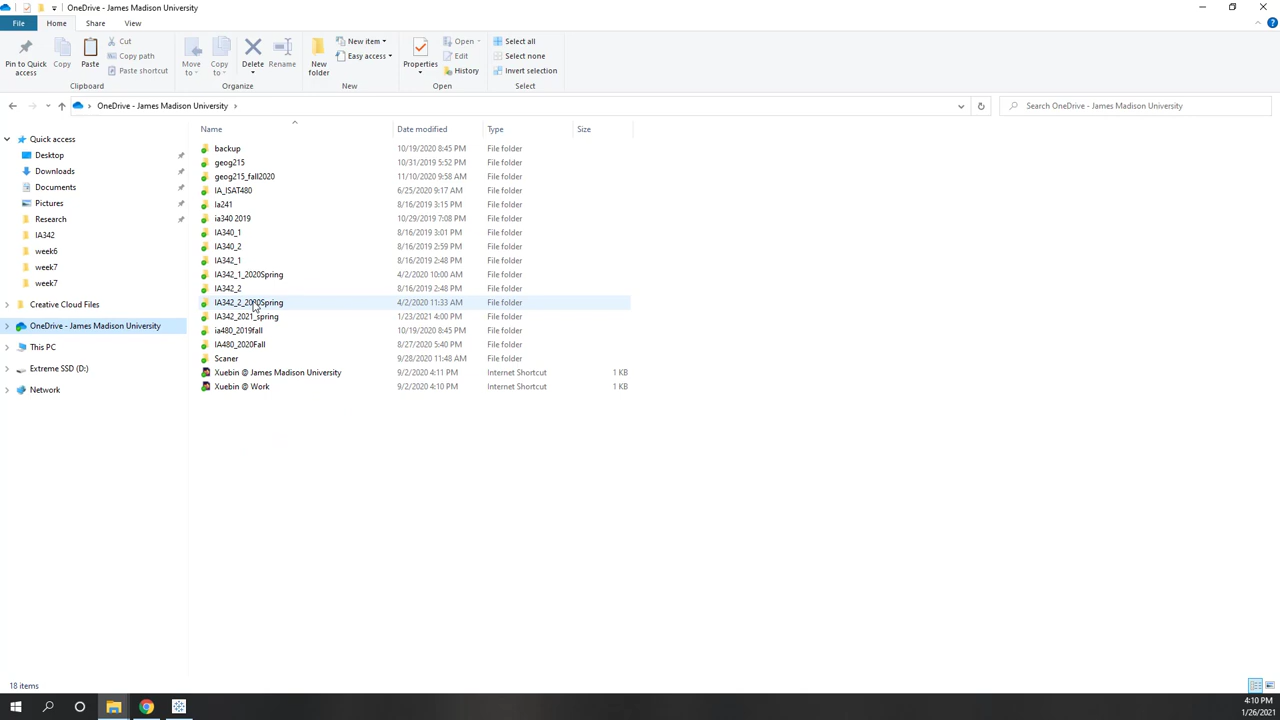 OneDrive - James Madison University
File Home Share View
Pin to Quick access
Copy
Paste
Cut
Copy path
Paste shortcut
Clipboard
Move to
Copy to
Delete
Rename
Organize
New folder
New item
Easy access
New
Properties
Open
Edit
History
Open
Select all
Select none
Invert selection
Select
OneDrive - James Madison University
Search OneDrive - James Madison University
Quick access
Desktop
Downloads
Documents
Pictures
Research
IA342
week6
week7
week7
Creative Cloud Files
OneDrive - James Madison University
This PC
Extreme SSD (D:)
Network
Name Date modified Type Size
backup 10/19/2020 8:45 PM File folder
geog215 10/31/2019 5:52 PM File folder
geog215_fall2020 11/10/2020 9:58 AM File folder
IA_ISAT480 6/25/2020 9:17 AM File folder
Ia241 8/16/2019 3:15 PM File folder
ia340 2019 10/29/2019 7:08 PM File folder
IA340_1 8/16/2019 3:01 PM File folder
IA340_2 8/16/2019 2:59 PM File folder
IA342_1 8/16/2019 2:48 PM File folder
IA342_1_2020Spring 4/2/2020 10:00 AM File folder
IA342_2 8/16/2019 2:48 PM File folder
IA342_2_2020Spring 4/2/2020 11:33 AM File folder
IA342_2021_spring 1/23/2021 4:00 PM File folder
ia480_2019fall 10/19/2020 8:45 PM File folder
IA480_2020Fall 8/27/2020 5:40 PM File folder
Scaner 9/28/2020 11:48 AM File folder
Xuebin @ James Madison University 9/2/2020 4:11 PM Internet Shortcut 1 KB
Xuebin @ Work 9/2/2020 4:10 PM Internet Shortcut 1 KB
18 items
4:10 PM
1/26/2021